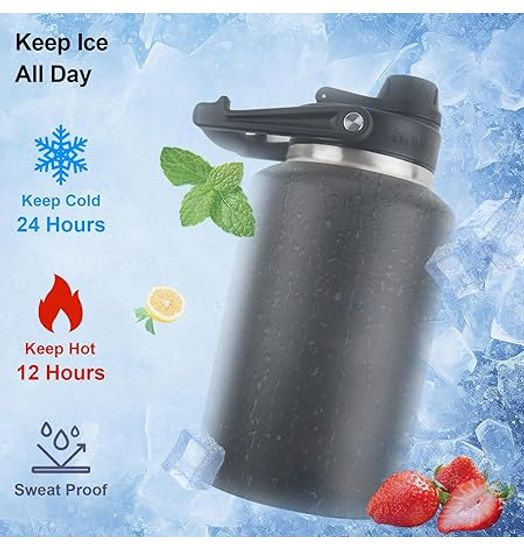 Keep Ice
All Day
Keep Cold
24 Hours
Keep Hot
12 Hours
Sweat Proof